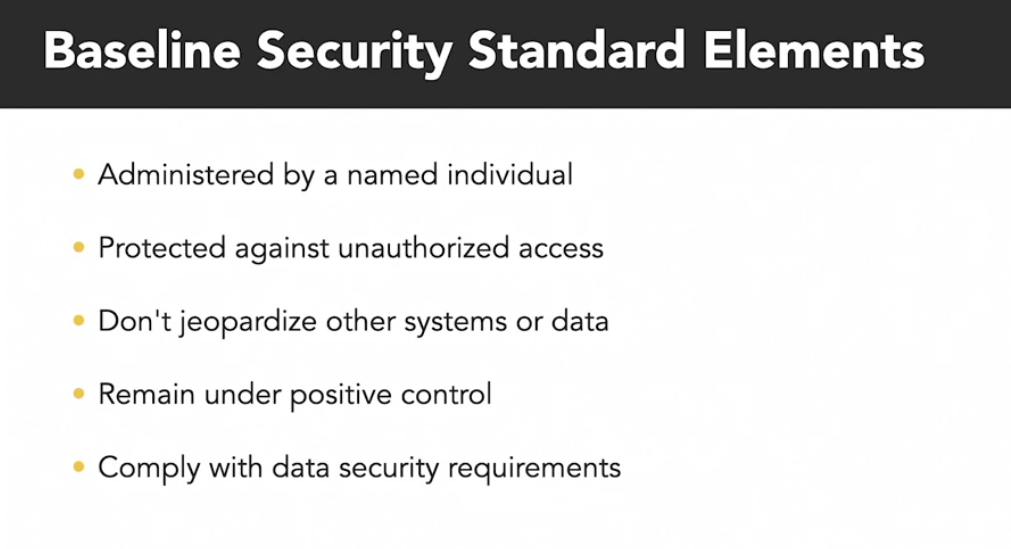 Baseline Security Standard Elements
• Administered by a named individual
• Protected against unauthorized access
• Don't jeopardize other systems or data
• Remain under positive control
• Comply with data security requirements